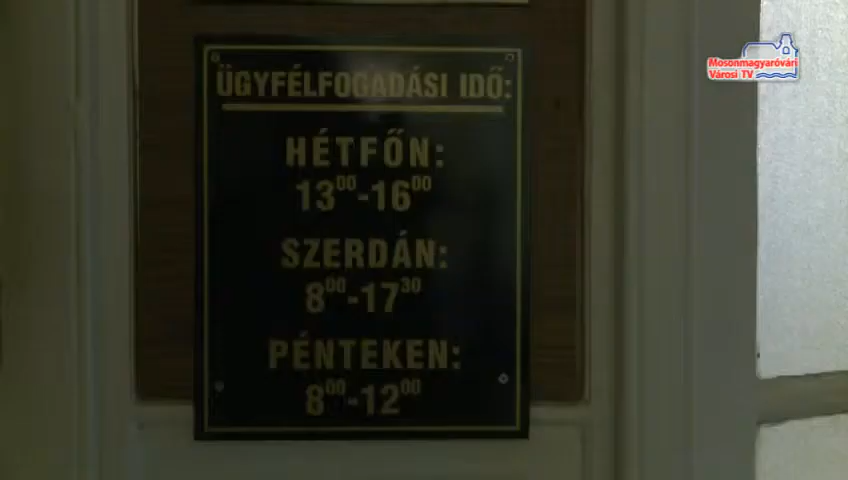 ÜGYFÉLFOGADÁSI IDŐ:
HÉTFŐN:
13⁰⁰-16⁰⁰
SZERDÁN:
8⁰⁰-17³⁰
PÉNTEKEN:
8⁰⁰-12⁰⁰
Mosonmagyaróvári
Városi TV